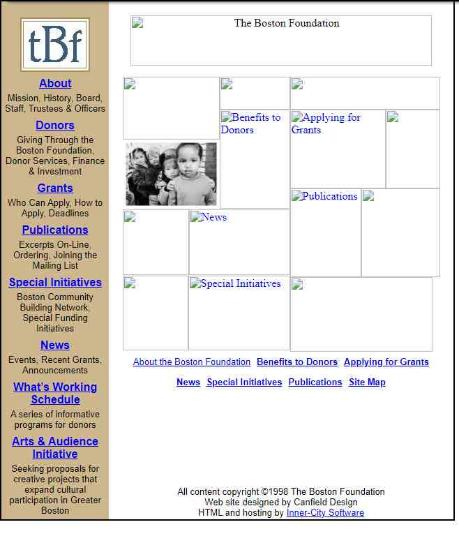 tBf
About
Mission, History, Board,
Staff, Trustees & Officers
Donors
Giving Through the
Boston Foundation,
Donor Services, Finance
& Investment
Grants
Who Can Apply, How to
Apply, Deadlines
Publications
Excerpts On-Line,
Ordering, Joining the
Mailing List
Special Initiatives
Boston Community
Building Network,
Special Funding
Initiatives
News
Events, Recent Grants,
Announcements
What's Working
Schedule
A series of informative
programs for donors
Arts & Audience
Initiative
Seeking proposals for
creative projects that
expand cultural
participation in Greater
Boston
The Boston Foundation
Benefits to
Donors
Applying for
Grants
Publications
News
Special Initiatives
About the Boston Foundation Benefits to Donors Applying for Grants
News Special Initiatives Publications Site Map
All content copyright ©1998 The Boston Foundation
Web site designed by Canfield Design
HTML and hosting by Inner-City Software